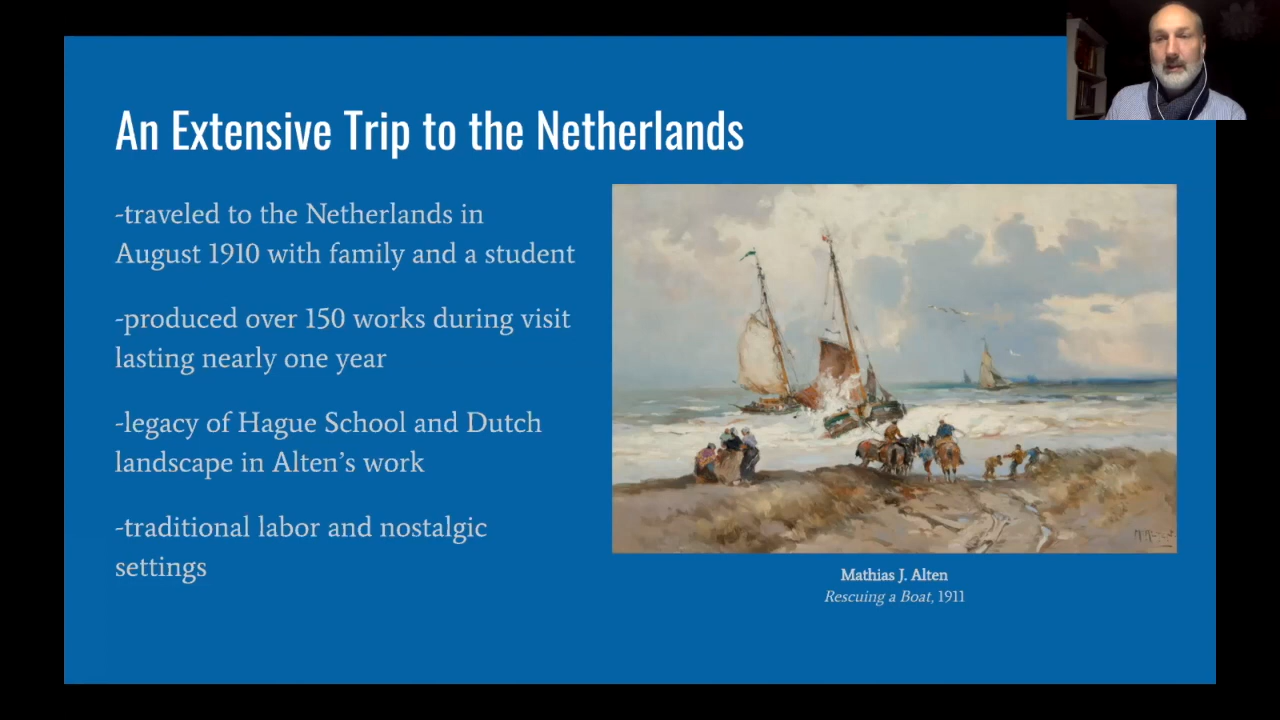 An Extensive Trip to the Netherlands
-traveled to the Netherlands in
August 1910 with family and a student
-produced over 150 works during visit
lasting nearly one year
-legacy of Hague School and Dutch
landscape in Alten's work
-traditional labor and nostalgic
settings
Mathias J. Alten
Rescuing a Boat, 1911